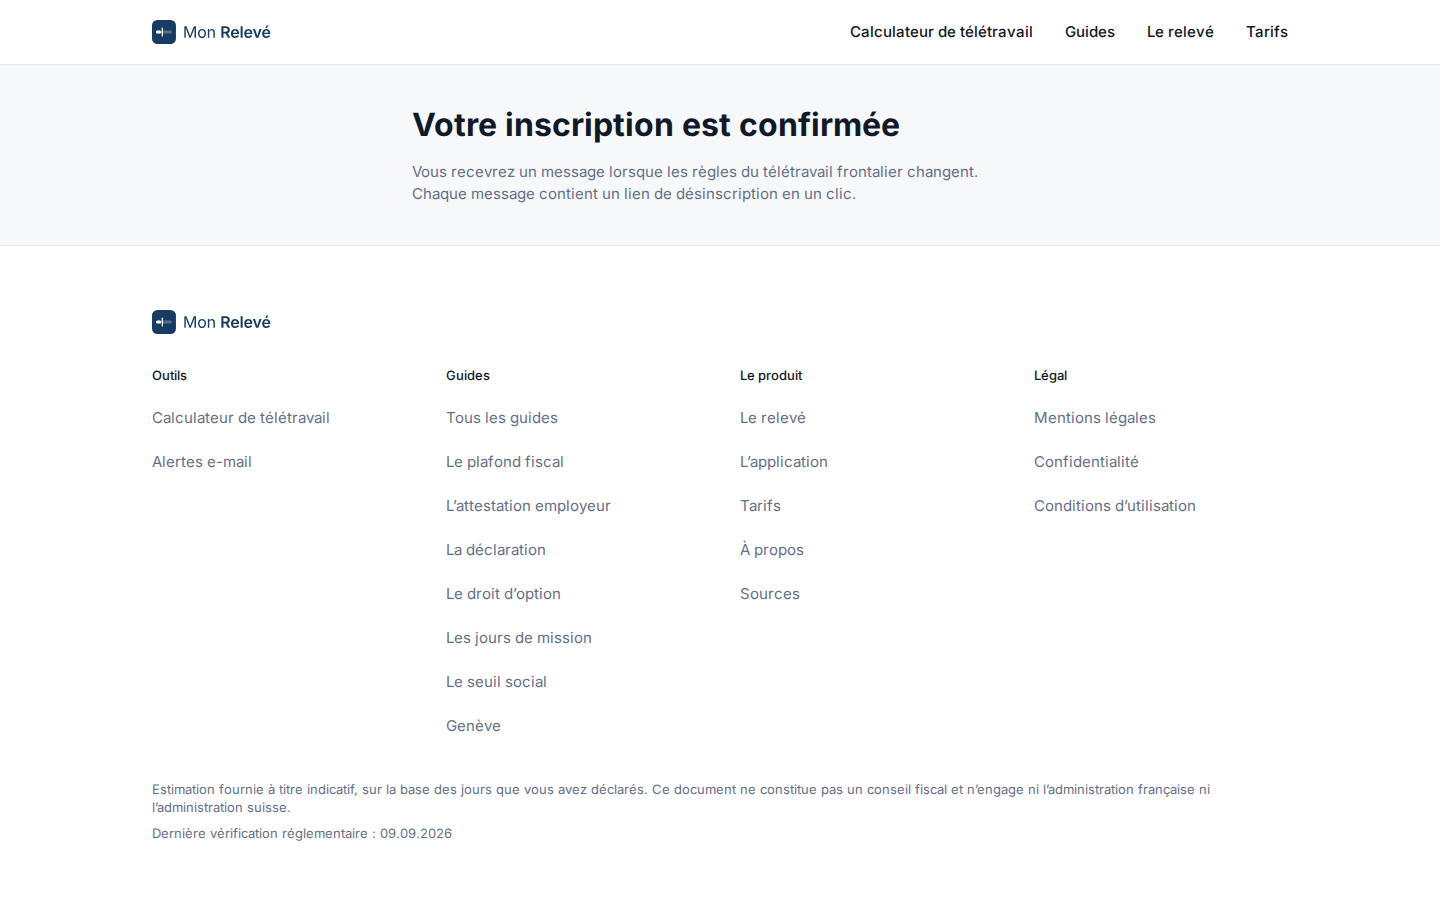 Mon Relevé
Calculateur de télétravail
Guides
Le relevé
Tarifs
Votre inscription est confirmée
Vous recevrez un message lorsque les règles du télétravail frontalier changent.
Chaque message contient un lien de désinscription en un clic.
Mon Relevé
Outils
Calculateur de télétravail
Alertes e-mail
Guides
Tous les guides
Le plafond fiscal
L’attestation employeur
La déclaration
Le droit d’option
Les jours de mission
Le seuil social
Genève
Le produit
Le relevé
L’application
Tarifs
À propos
Sources
Légal
Mentions légales
Confidentialité
Conditions d’utilisation
Estimation fournie à titre indicatif, sur la base des jours que vous avez déclarés. Ce document ne constitue pas un conseil fiscal et n’engage ni l’administration française ni
l’administration suisse.
Dernière vérification réglementaire : 09.09.2026